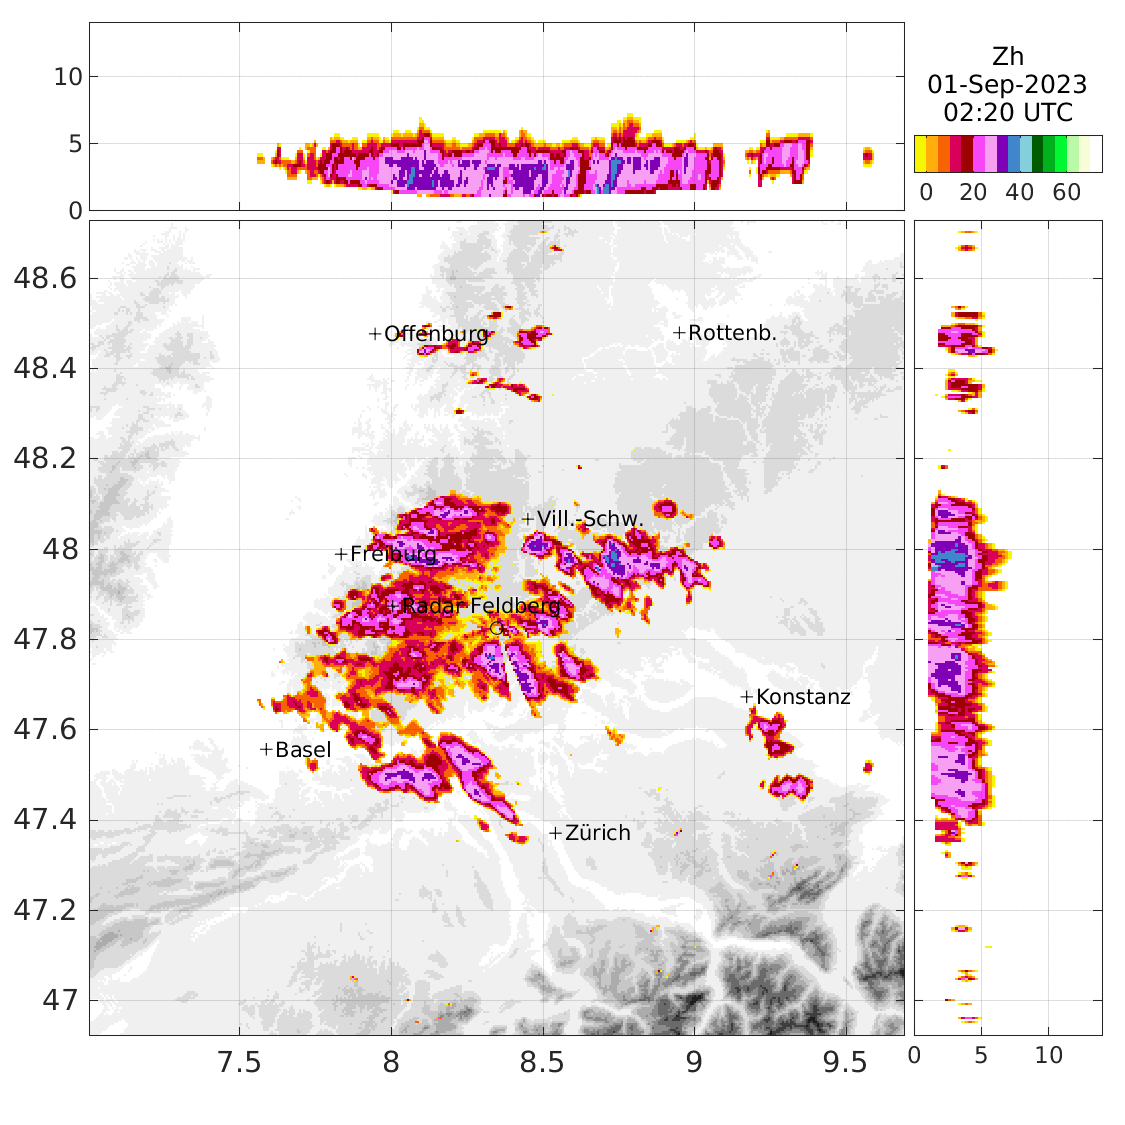 10
5
0
Zh
01-Sep-2023
02:20 UTC
0 20 40 60
48.6
48.4
48.2
48
47.8
47.6
47.4
47.2
47
+Offenburg
+Rottenb.
+Vill.-Schw.
+Freiburg
+Radar Feldberg
+Konstanz
+Basel
+Zürich
7.5 8 8.5 9 9.5
0 5 10